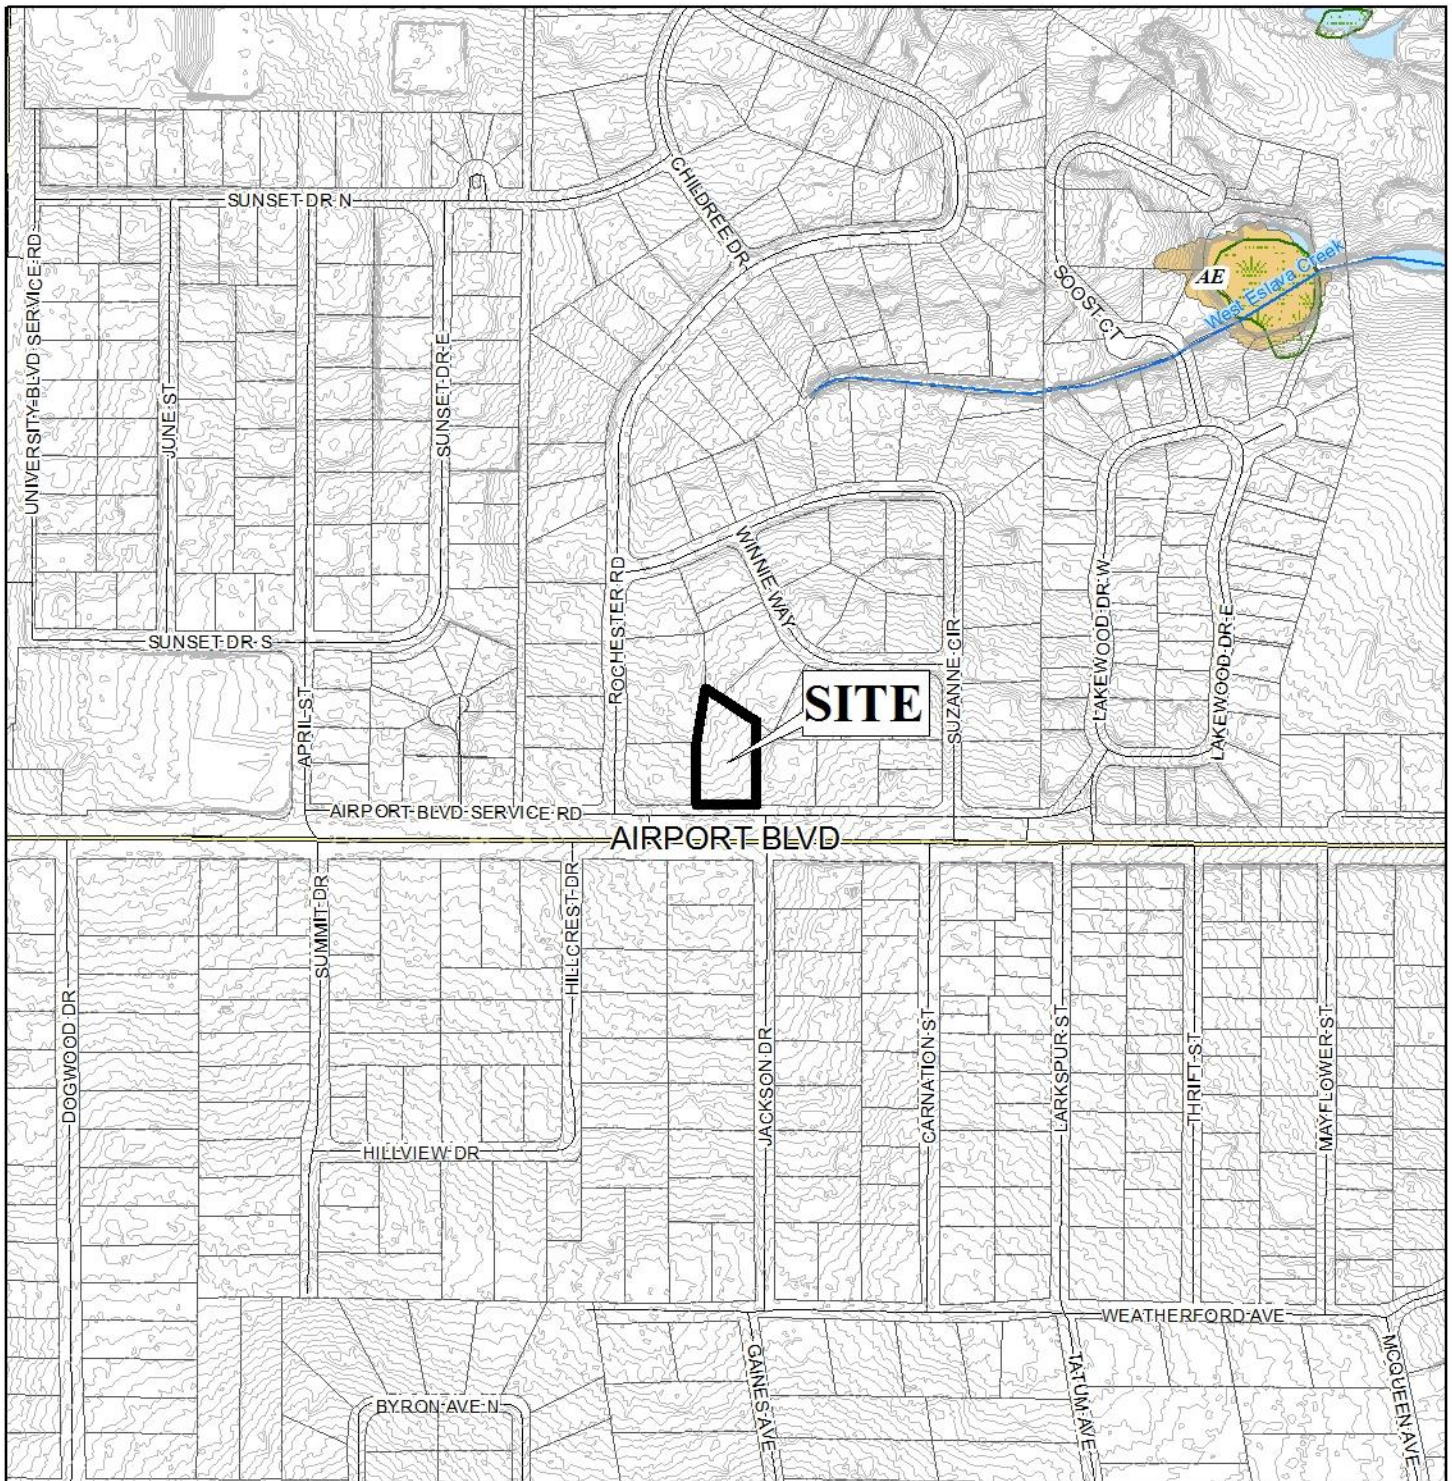 SUNSET DR N
CHILDREE DR
UNIVERSITY BLVD SERVICE RD
JUNE ST
SUNSET DR E
SOOST CT
AE
West Eslava Creek
WINNIE WAY
ROCHESTER RD
SUZANNE CIR
LAKEWOOD DR W
LAKEWOOD DR E
SUNSET DR S
APRIL ST
SITE
AIRPORT BLVD SERVICE RD
AIRPORT BLVD
DOGWOOD DR
SUMMIT DR
HILLCREST DR
JACKSON DR
CARNATION ST
LARKSPUR ST
THRIFT ST
MAYFLOWER ST
HILLVIEW DR
WEATHERFORD AVE
BYRON AVE N
GAINES AVE
TATUM AVE
MCQUEEN AVE